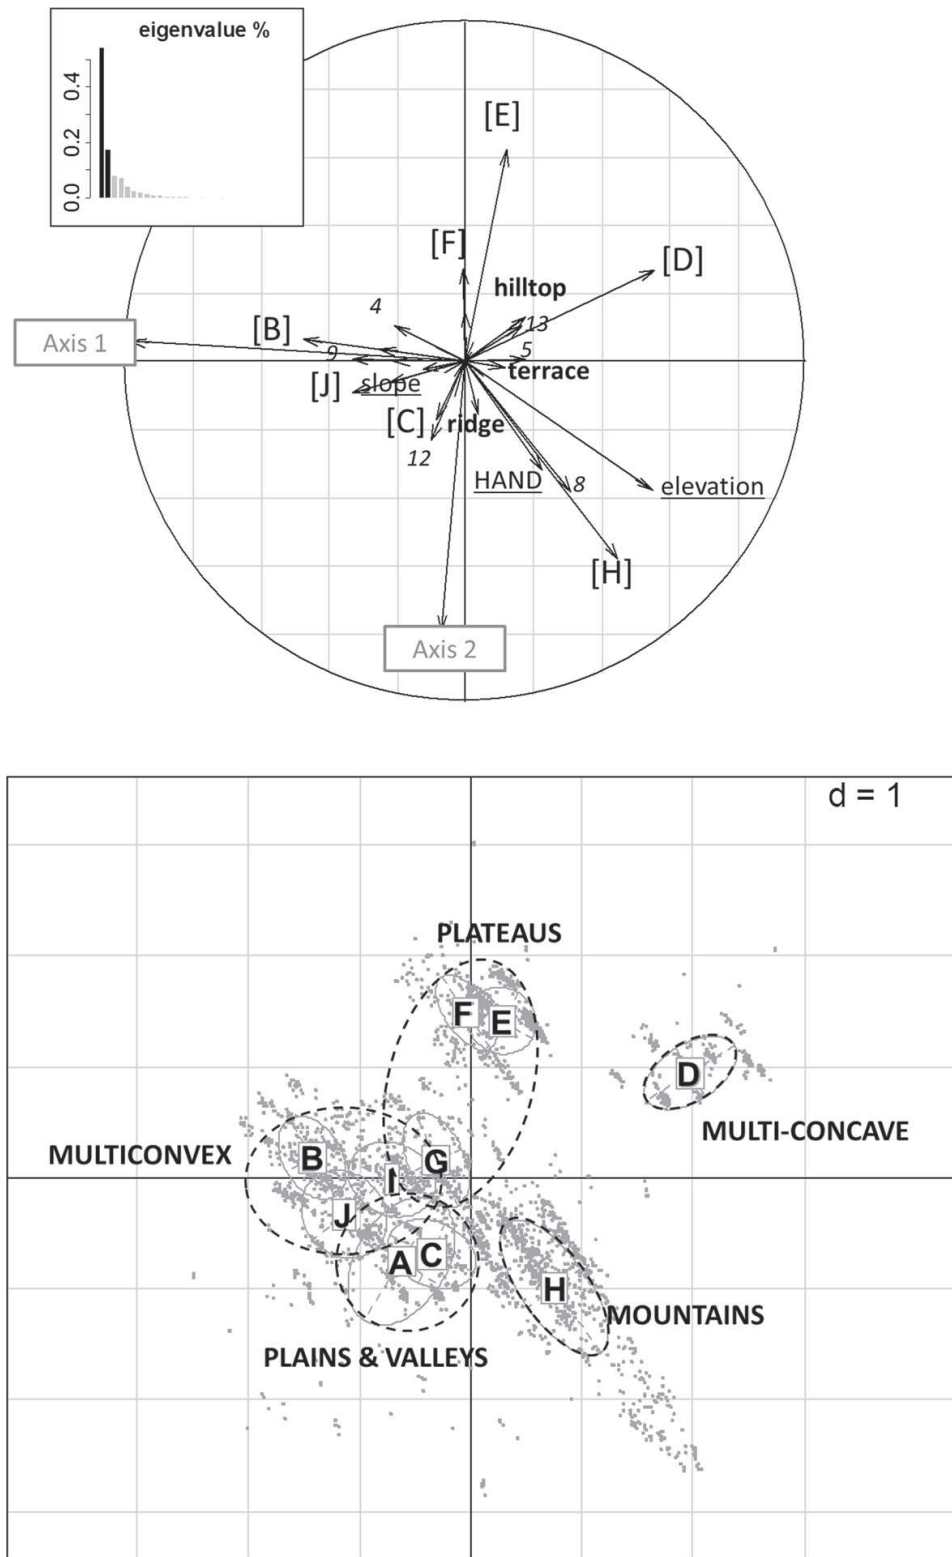 eigenvalue %
0.4
0.2
0.0
[E]
[F]
[D]
hilltop
4
13
[B]
Axis 1
9
5
terrace
[J]
slope
[C]
ridge
12
HAND
8
elevation
[H]
Axis 2
d = 1
PLATEAUS
F
E
D
MULTI-CONCAVE
MULTICONVEX
B
G
I
J
A
C
H
MOUNTAINS
PLAINS & VALLEYS